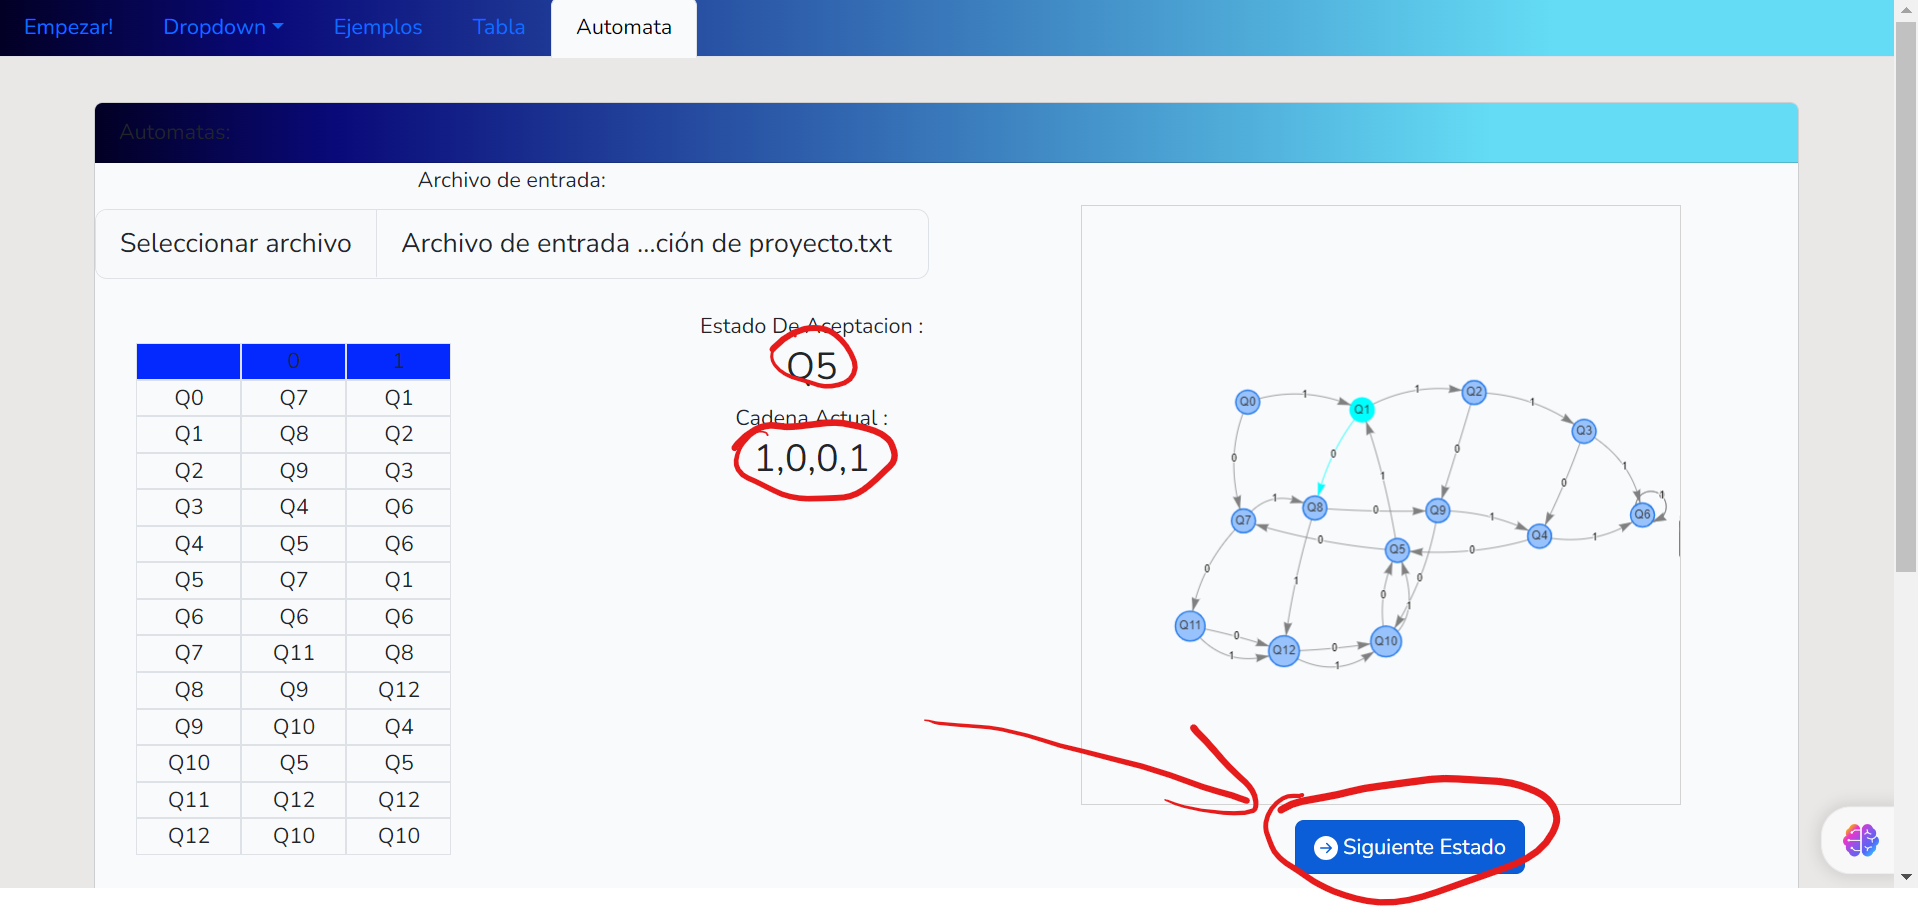 Empezar! Dropdown Ejemplos Tabla Automata
Automatas:
Archivo de entrada:
Seleccionar archivo Archivo de entrada ...ción de proyecto.txt
Estado De Aceptacion :
Q5
Cadena Actual :
1,0,0,1
0 1
Q0 Q7 Q1
Q1 Q8 Q2
Q2 Q9 Q3
Q3 Q4 Q6
Q4 Q5 Q6
Q5 Q7 Q1
Q6 Q6 Q6
Q7 Q11 Q8
Q8 Q9 Q12
Q9 Q10 Q4
Q10 Q5 Q5
Q11 Q12 Q12
Q12 Q10 Q10
Q0 1 Q1 1 Q2 1 Q3
0 0 0 0 1
1 1
Q7 1 Q8 0 Q9 1 Q4 1 Q6
0 Q5 0
0 1 0 0 1
Q11 0 Q12 0 Q10
1 1
Siguiente Estado